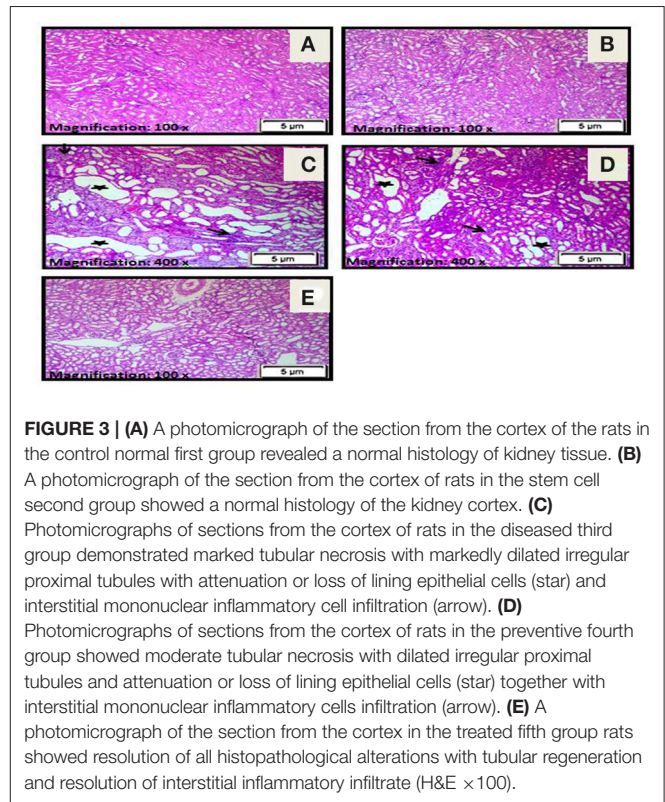 A
Magnification: 100 x
5 µm
B
Magnification: 100 x
5 µm
C
Magnification: 400 x
5 µm
D
Magnification: 400 x
5 µm
E
Magnification: 100 x
5 µm
FIGURE 3 | (A) A photomicrograph of the section from the cortex of the rats in
the control normal first group revealed a normal histology of kidney tissue. (B)
A photomicrograph of the section from the cortex of rats in the stem cell
second group showed a normal histology of the kidney cortex. (C)
Photomicrographs of sections from the cortex of rats in the diseased third
group demonstrated marked tubular necrosis with markedly dilated irregular
proximal tubules with attenuation or loss of lining epithelial cells (star) and
interstitial mononuclear inflammatory cell infiltration (arrow). (D)
Photomicrographs of sections from the cortex of rats in the preventive fourth
group showed moderate tubular necrosis with dilated irregular proximal
tubules and attenuation or loss of lining epithelial cells (star) together with
interstitial mononuclear inflammatory cells infiltration (arrow). (E) A
photomicrograph of the section from the cortex in the treated fifth group rats
showed resolution of all histopathological alterations with tubular regeneration
and resolution of interstitial inflammatory infiltrate (H&E ×100).